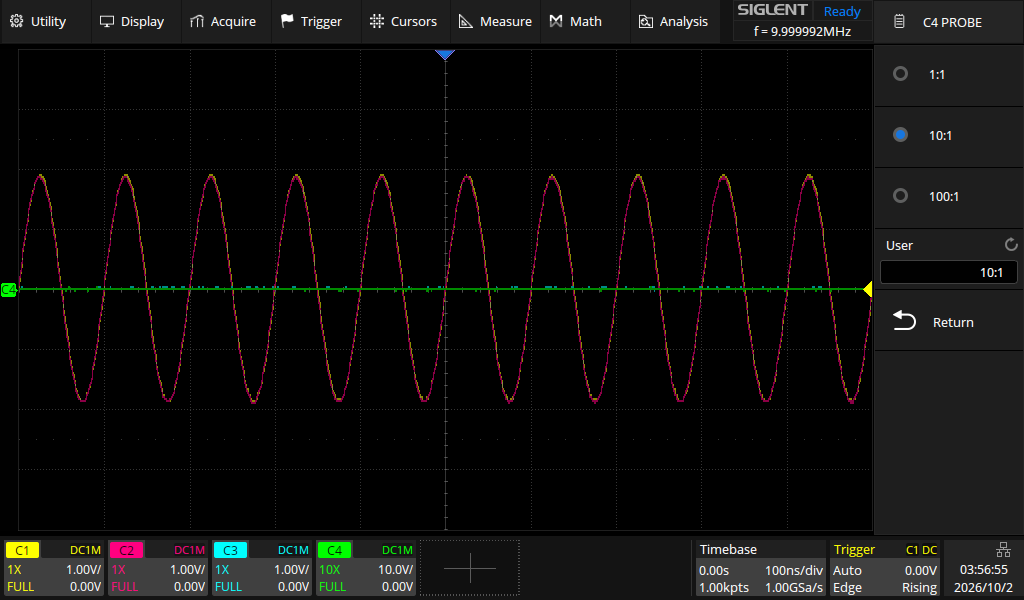 Utility
Display
Acquire
Trigger
Cursors
Measure
Math
Analysis
SIGLENT
Ready
f = 9.999992MHz
C4 PROBE
1:1
10:1
100:1
User
10:1
Return
C4
C1 DC1M
1X 1.00V/
FULL 0.00V
C2 DC1M
1X 1.00V/
FULL 0.00V
C3 DC1M
1X 1.00V/
FULL 0.00V
C4 DC1M
10X 10.0V/
FULL 0.00V
Timebase
0.00s 100ns/div
1.00kpts 1.00GSa/s
Trigger C1 DC
Auto 0.00V
Edge Rising
03:56:55
2026/10/2